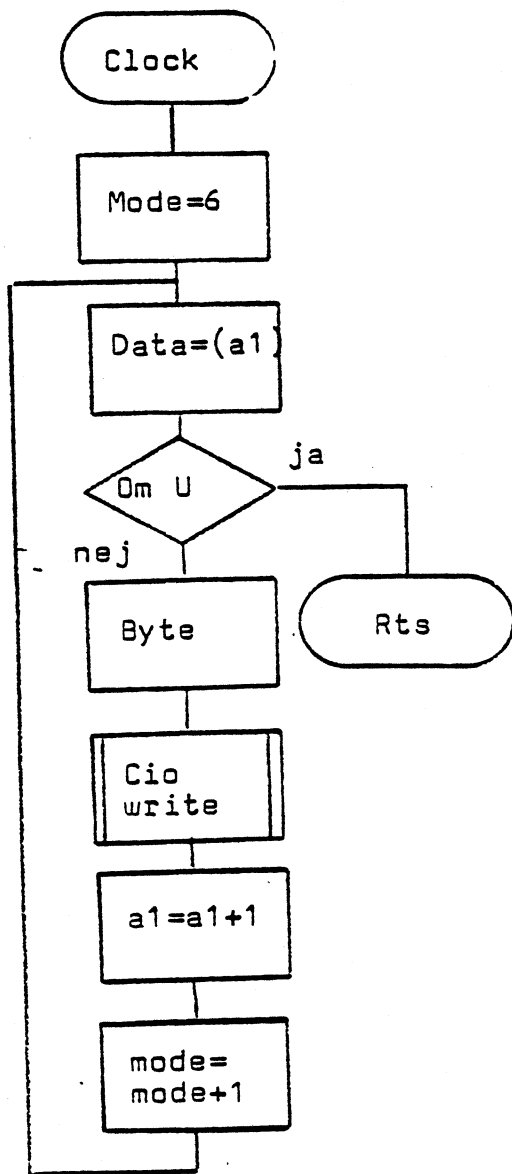 Clock
Mode=6
Data=(a1)
Om U
ja
nej
Byte
Rts
Cio
write
a1=a1+1
mode=
mode+1